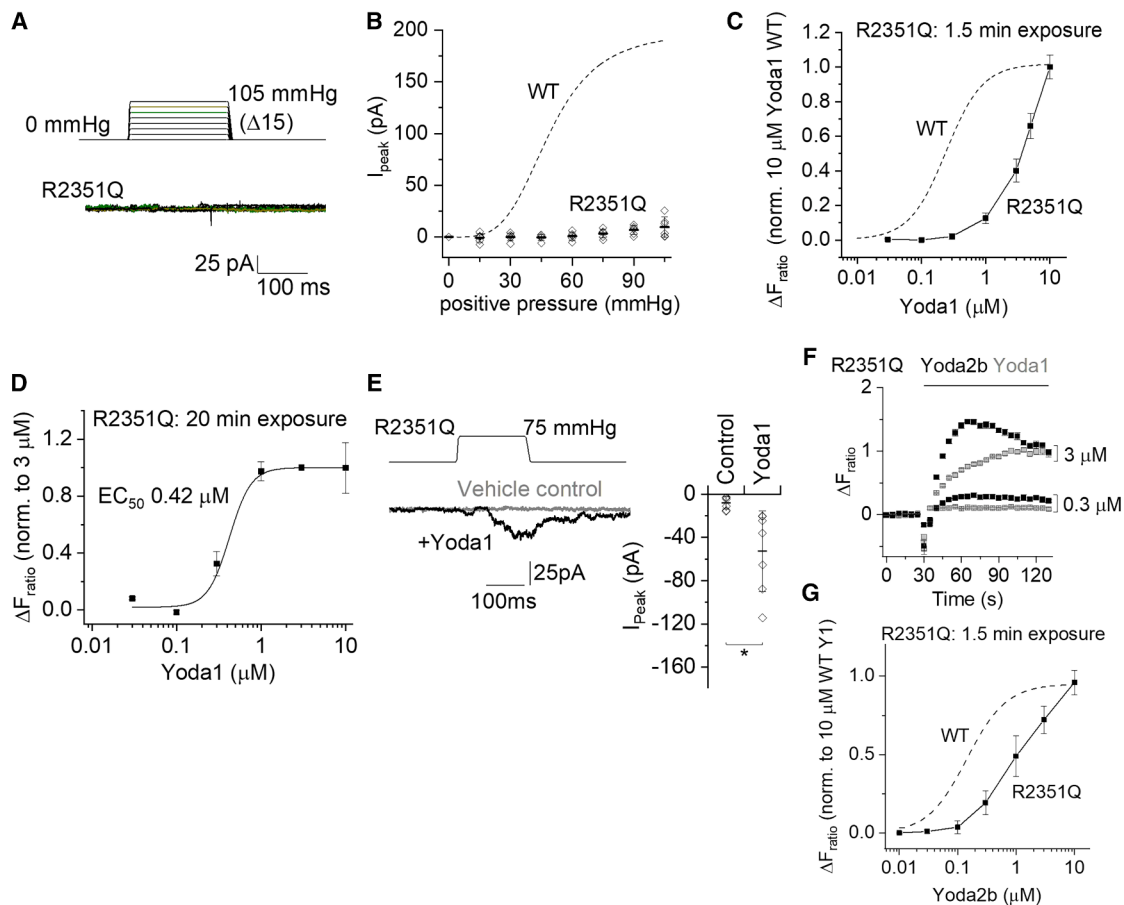 A
105 mmHg
0 mmHg
(Δ15)
R2351Q
25 pA
100 ms
B
200
150
100
50
0
I_peak (pA)
WT
R2351Q
0
30
60
90
positive pressure (mmHg)
C
R2351Q: 1.5 min exposure
1.2
1.0
0.8
0.6
0.4
0.2
0.0
ΔF_ratio (norm. 10 μM Yoda1 WT)
WT
R2351Q
0.01
0.1
1
10
Yoda1 (μM)
D
R2351Q: 20 min exposure
1.2
0.8
0.4
0.0
ΔF_ratio (norm. to 3 μM)
EC50 0.42 μM
0.01
0.1
1
10
Yoda1 (μM)
E
R2351Q
75 mmHg
Vehicle control
+Yoda1
25pA
100ms
Control
Yoda1
0
-40
-80
-120
-160
I_Peak (pA)
*
F
R2351Q
Yoda2b Yoda1
2
1
0
ΔF_ratio
3 μM
0.3 μM
0
30
60
90
120
Time (s)
G
R2351Q: 1.5 min exposure
1.0
0.5
0.0
ΔF_ratio (norm. to 10 μM WT Y1)
WT
R2351Q
0.01
0.1
1
10
Yoda2b (μM)